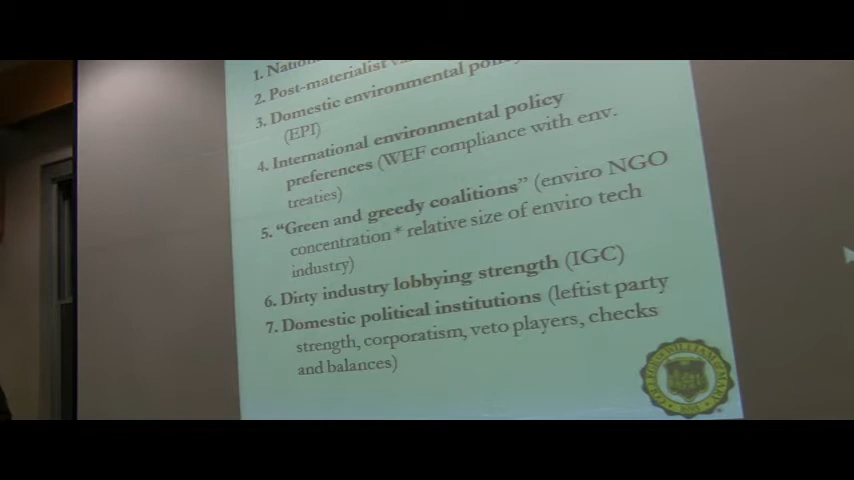 1.
2. Post-materialist
3. Domestic environmental policy
(EPI)
4. International environmental policy
preferences (WEF compliance with env.
treaties)
5. “Green and greedy coalitions” (enviro NGO
concentration * relative size of enviro tech
industry)
6. Dirty industry lobbying strength (IGC)
7. Domestic political institutions (leftist party
strength, corporatism, veto players, checks
and balances)